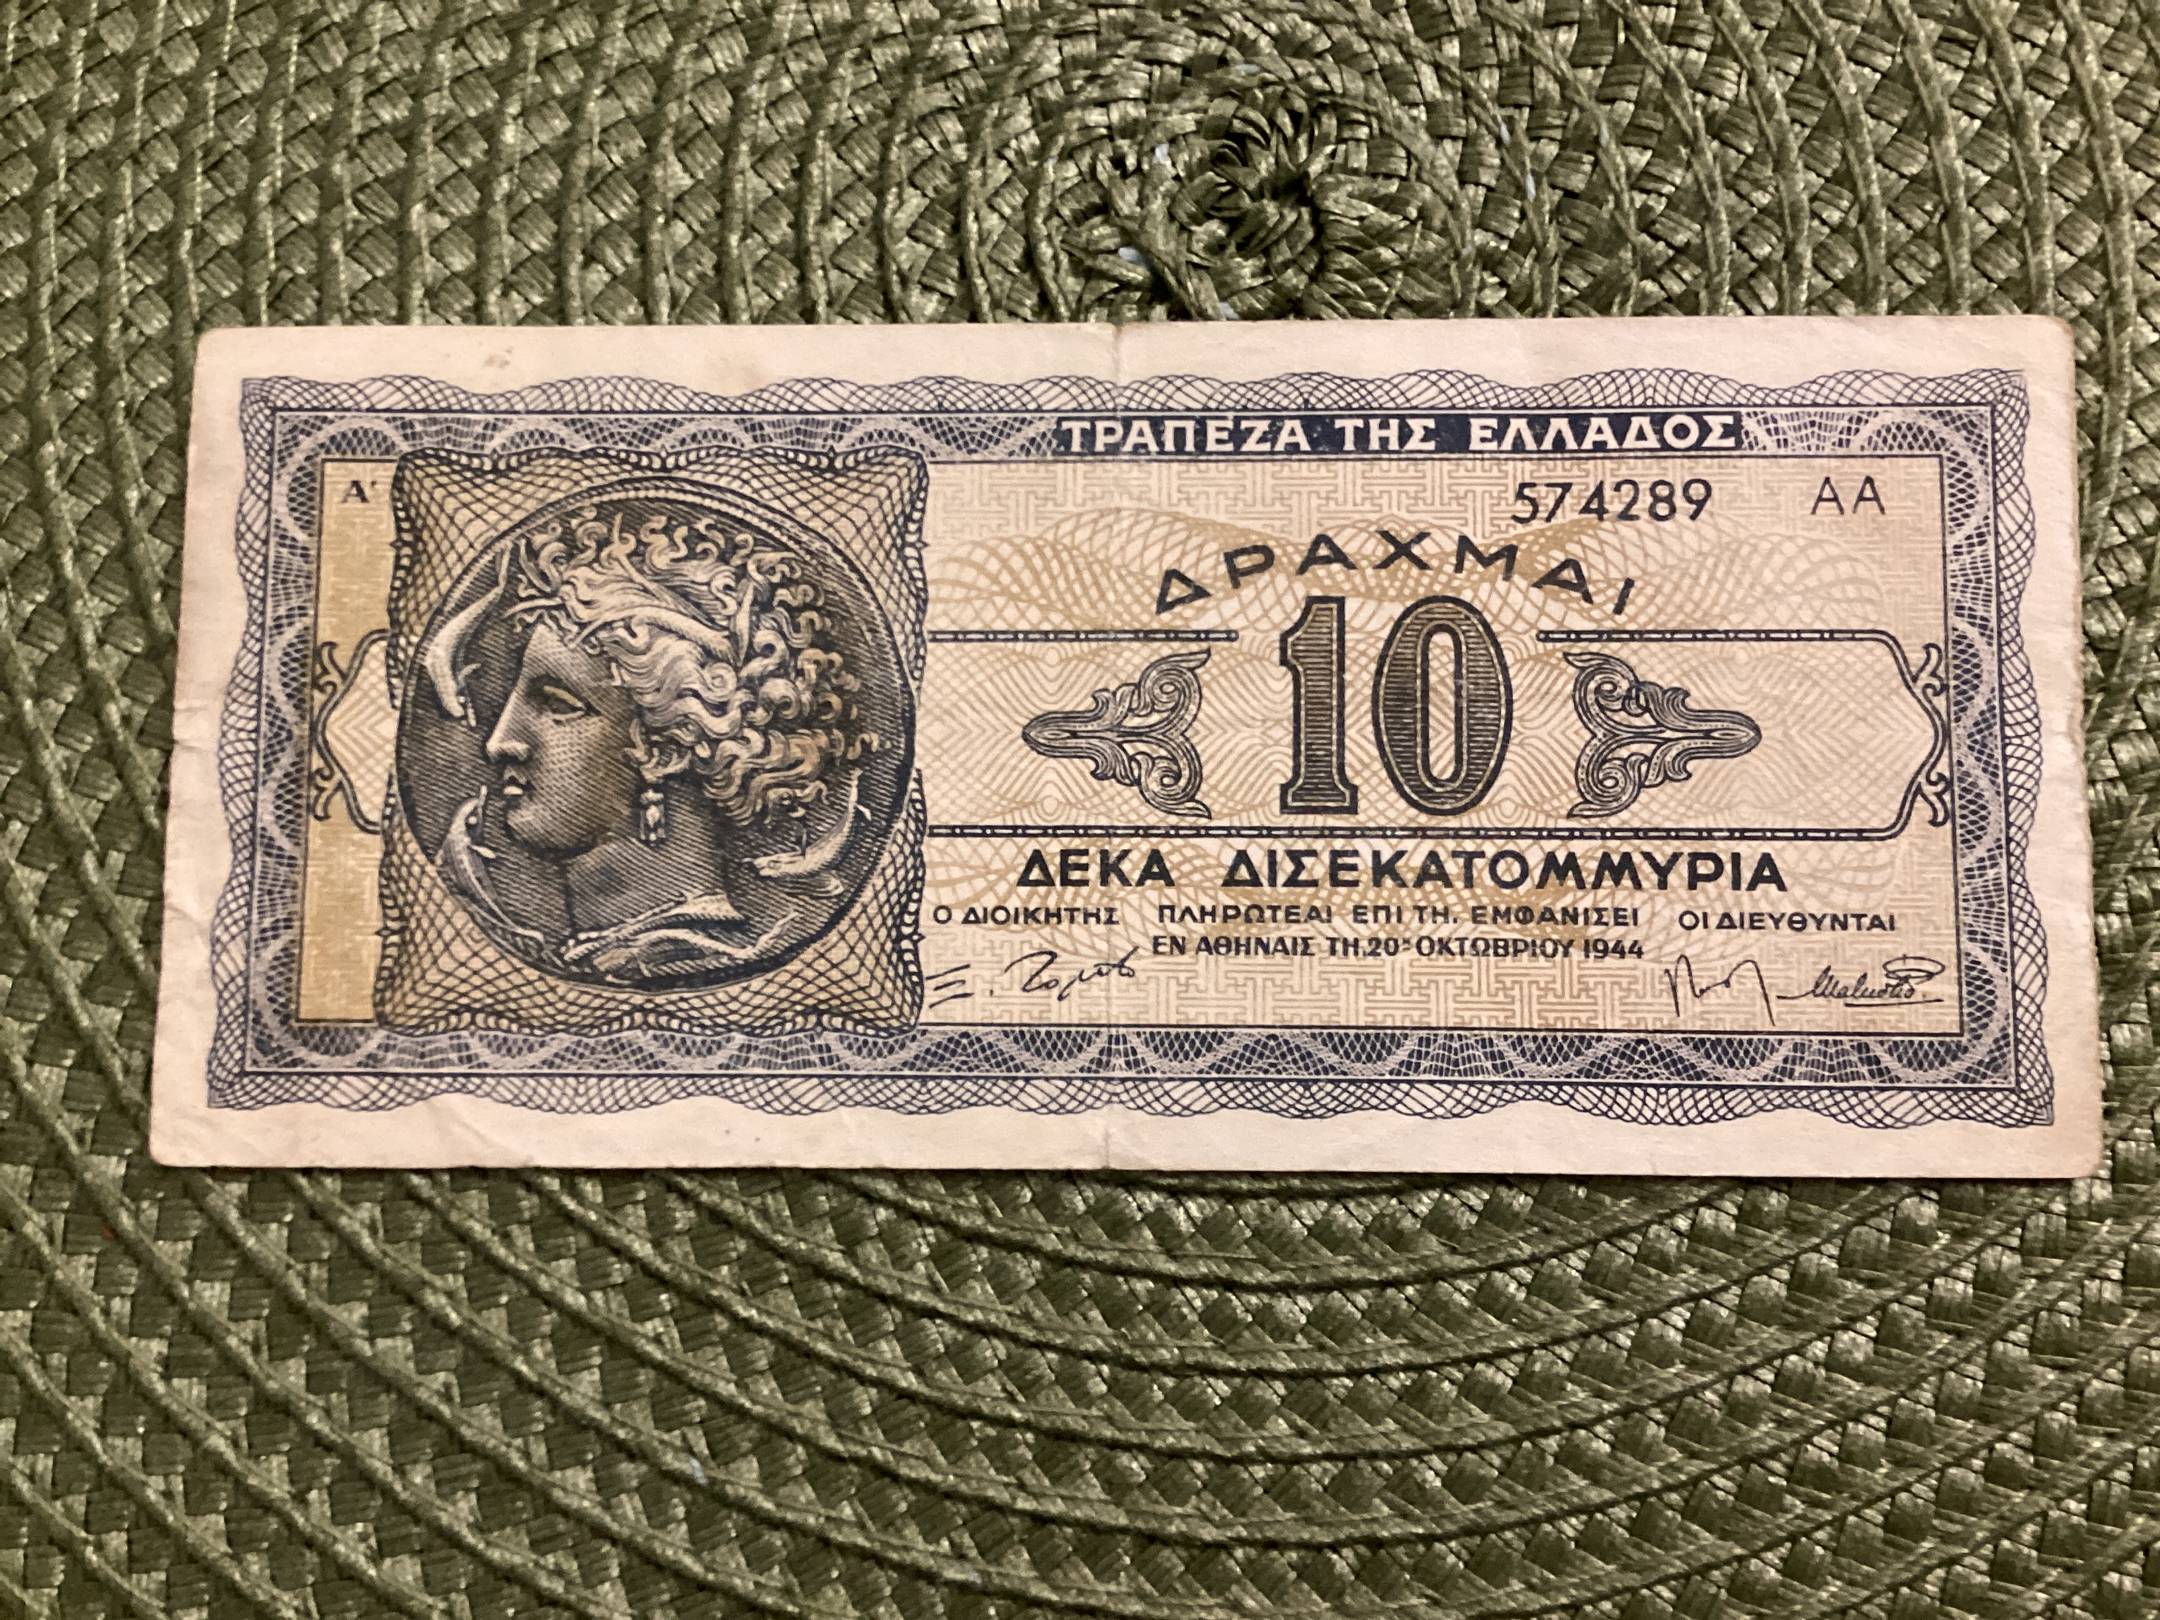 ΤΡΑΠΕΖΑ ΤΗΣ ΕΛΛΑΔΟΣ
Α'
574289 ΑΑ
ΔΡΑΧΜΑΙ
10
ΔΕΚΑ ΔΙΣΕΚΑΤΟΜΜΥΡΙΑ
Ο ΔΙΟΙΚΗΤΗΣ ΠΛΗΡΩΤΕΑΙ ΕΠΙ ΤΗ. ΕΜΦΑΝΙΣΕΙ ΟΙ ΔΙΕΥΘΥΝΤΑΙ
ΕΝ ΑΘΗΝΑΙΣ ΤΗ. 20ῌ ΟΚΤΩΒΡΙΟΥ 1944